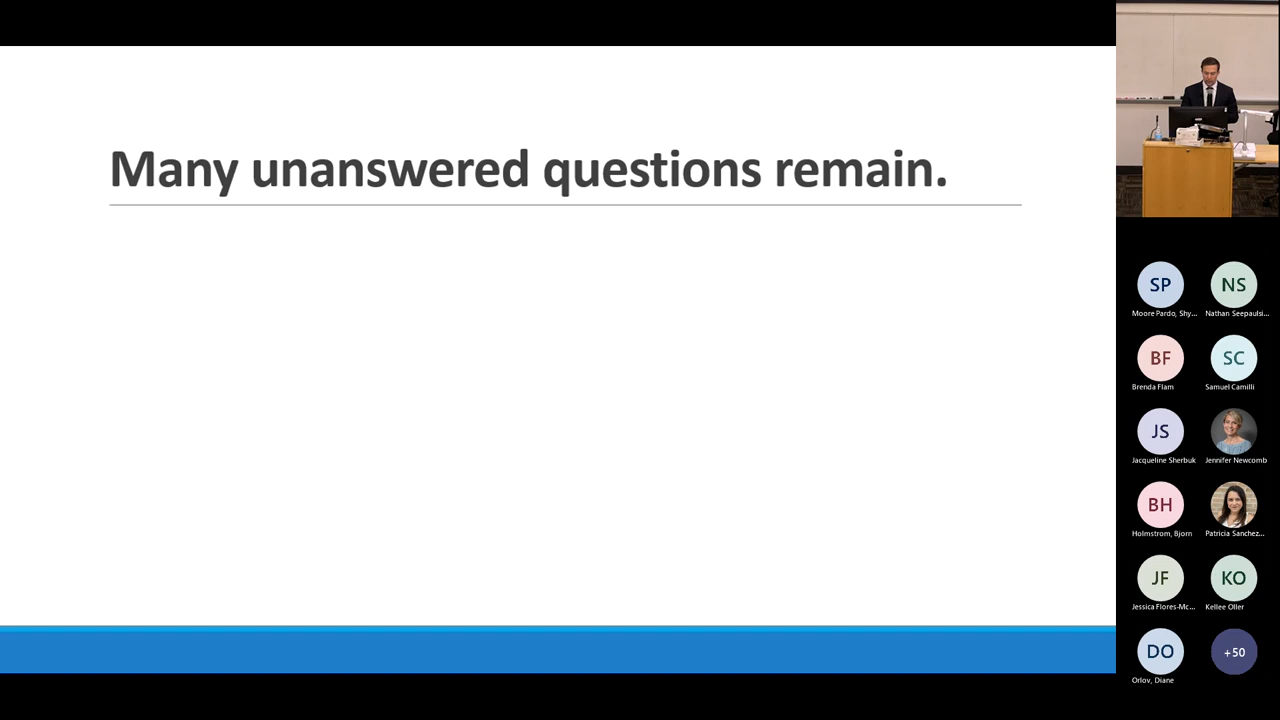 Many unanswered questions remain.
SP
NS
Moore Pardo, Shy...
Nathan Seepaulsi...
BF
SC
Brenda Flam
Samuel Camilli
JS
Jacqueline Sherbuk
Jennifer Newcomb
BH
Holmstrom, Bjorn
Patricia Sanchez...
JF
KO
Jessica Flores-Mc...
Kellee Oller
DO
+50
Orlov, Diane